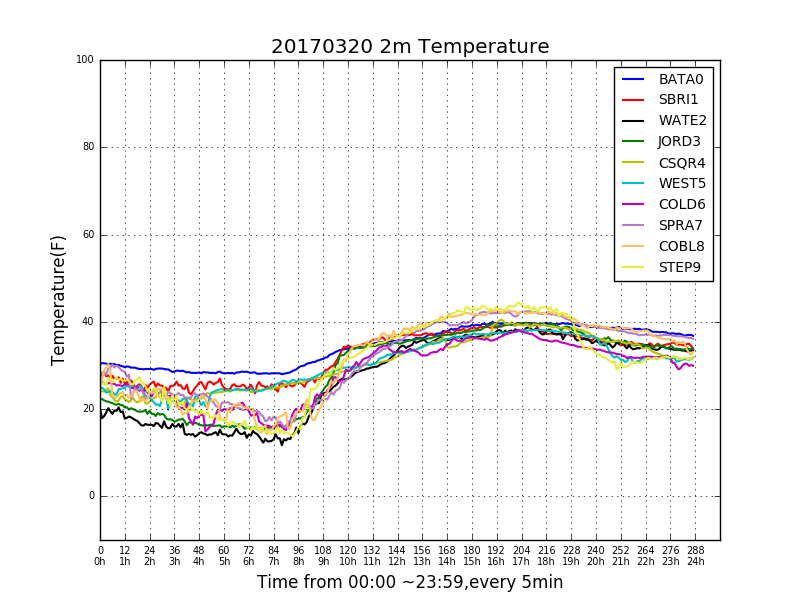 20170320 2m Temperature
100
80
60
40
20
0
Temperature(F)
BATA0
SBRI1
WATE2
JORD3
CSQR4
WEST5
COLD6
SPRA7
COBL8
STEP9
0 12 24 36 48 60 72 84 96 108 120 132 144 156 168 180 192 204 216 228 240 252 264 276 288
0h 1h 2h 3h 4h 5h 6h 7h 8h 9h 10h 11h 12h 13h 14h 15h 16h 17h 18h 19h 20h 21h 22h 23h 24h
Time from 00:00 ~23:59,every 5min